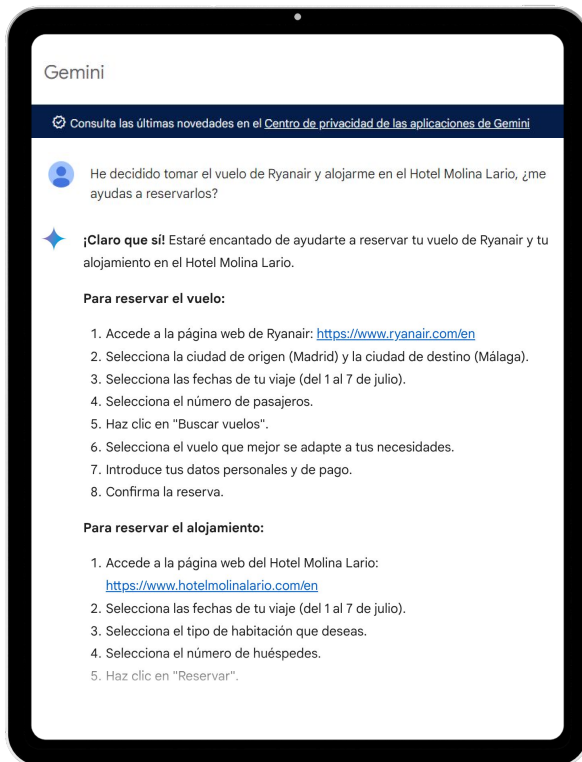 Gemini
Consulta las últimas novedades en el Centro de privacidad de las aplicaciones de Gemini
He decidido tomar el vuelo de Ryanair y alojarme en el Hotel Molina Lario, ¿me
ayudas a reservarlos?
¡Claro que sí! Estaré encantado de ayudarte a reservar tu vuelo de Ryanair y tu
alojamiento en el Hotel Molina Lario.
Para reservar el vuelo:
1. Accede a la página web de Ryanair: https://www.ryanair.com/en
2. Selecciona la ciudad de origen (Madrid) y la ciudad de destino (Málaga).
3. Selecciona las fechas de tu viaje (del 1 al 7 de julio).
4. Selecciona el número de pasajeros.
5. Haz clic en "Buscar vuelos".
6. Selecciona el vuelo que mejor se adapte a tus necesidades.
7. Introduce tus datos personales y de pago.
8. Confirma la reserva.
Para reservar el alojamiento:
1. Accede a la página web del Hotel Molina Lario:
https://www.hotelmolinalario.com/en
2. Selecciona las fechas de tu viaje (del 1 al 7 de julio).
3. Selecciona el tipo de habitación que deseas.
4. Selecciona el número de huéspedes.
5. Haz clic en "Reservar".